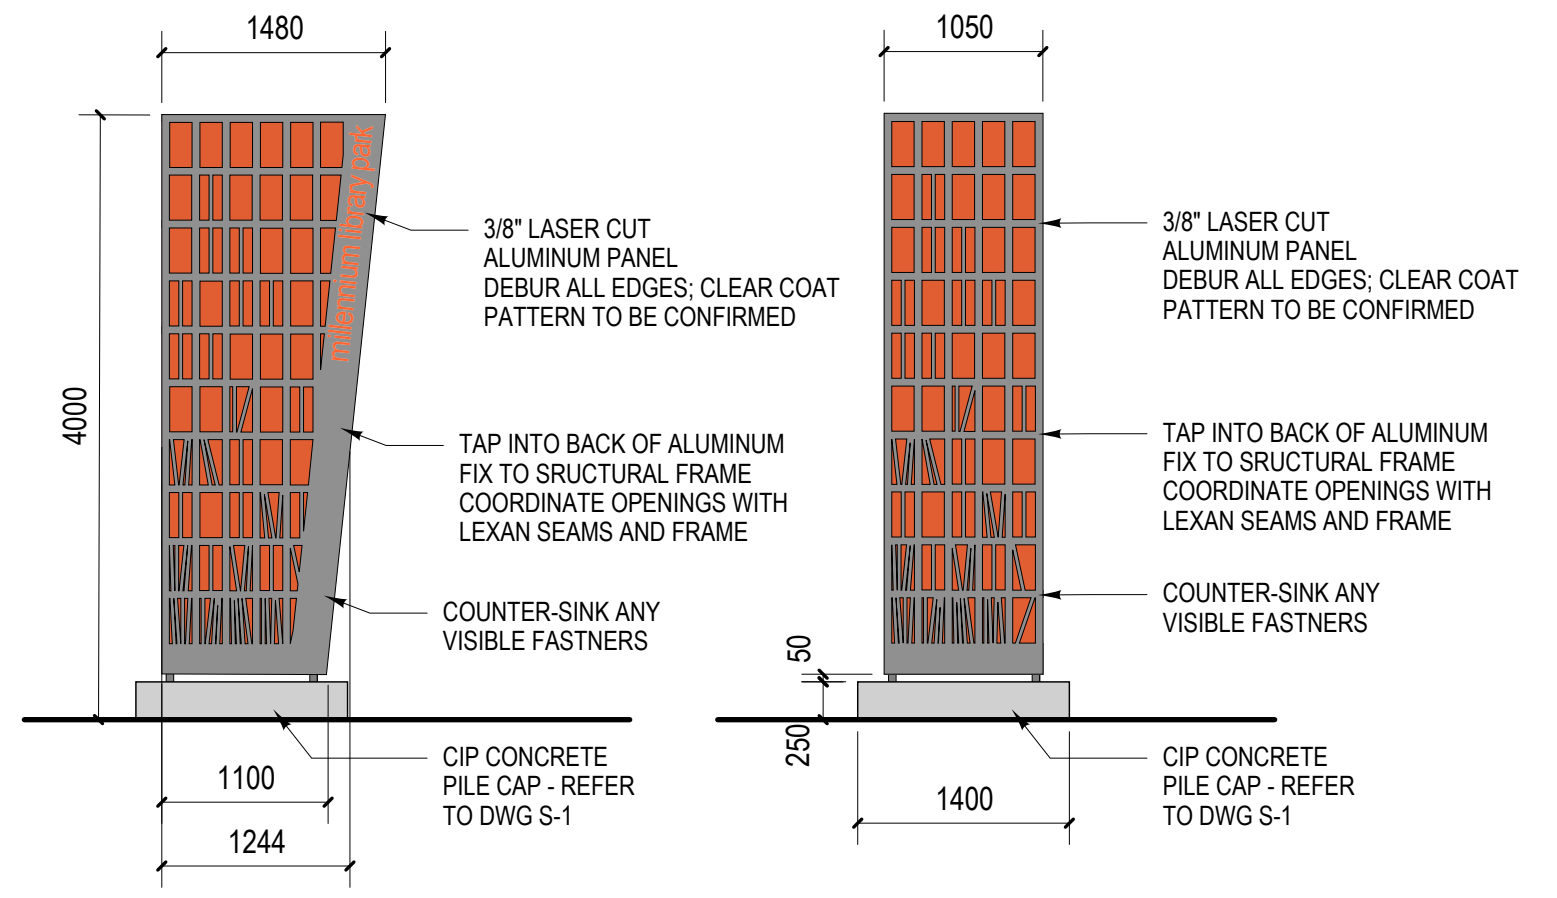 1480
4000
millennium library park
3/8" LASER CUT
ALUMINUM PANEL
DEBUR ALL EDGES; CLEAR COAT
PATTERN TO BE CONFIRMED
TAP INTO BACK OF ALUMINUM
FIX TO SRUCTURAL FRAME
COORDINATE OPENINGS WITH
LEXAN SEAMS AND FRAME
COUNTER-SINK ANY
VISIBLE FASTNERS
CIP CONCRETE
PILE CAP - REFER
TO DWG S-1
1100
1244
1050
3/8" LASER CUT
ALUMINUM PANEL
DEBUR ALL EDGES; CLEAR COAT
PATTERN TO BE CONFIRMED
TAP INTO BACK OF ALUMINUM
FIX TO SRUCTURAL FRAME
COORDINATE OPENINGS WITH
LEXAN SEAMS AND FRAME
COUNTER-SINK ANY
VISIBLE FASTNERS
50
250
CIP CONCRETE
PILE CAP - REFER
TO DWG S-1
1400